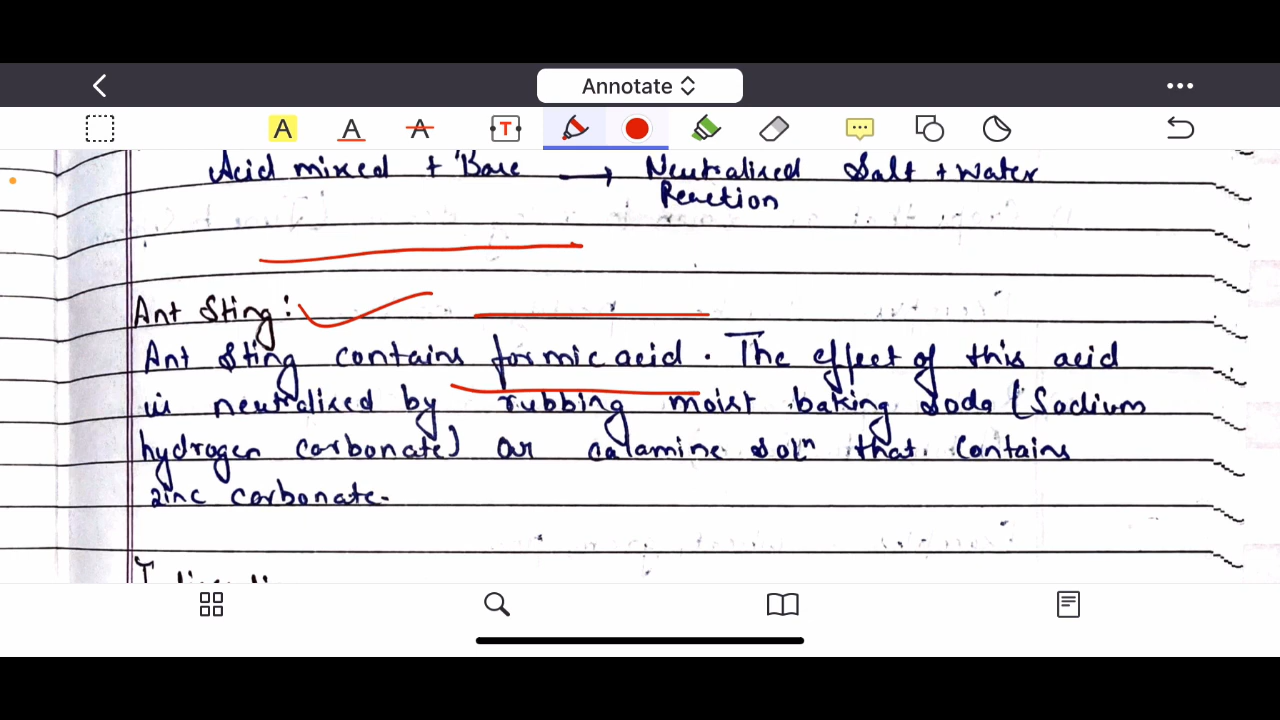 Annotate
A A A T
Acid mixed + Base → Neutralised Salt + Water
Reaction
Ant Sting:
Ant Sting contains formic acid. The effect of this acid
is neutralised by rubbing moist baking soda (Sodium
hydrogen carbonate) or calamine solⁿ that contains
zinc carbonate.